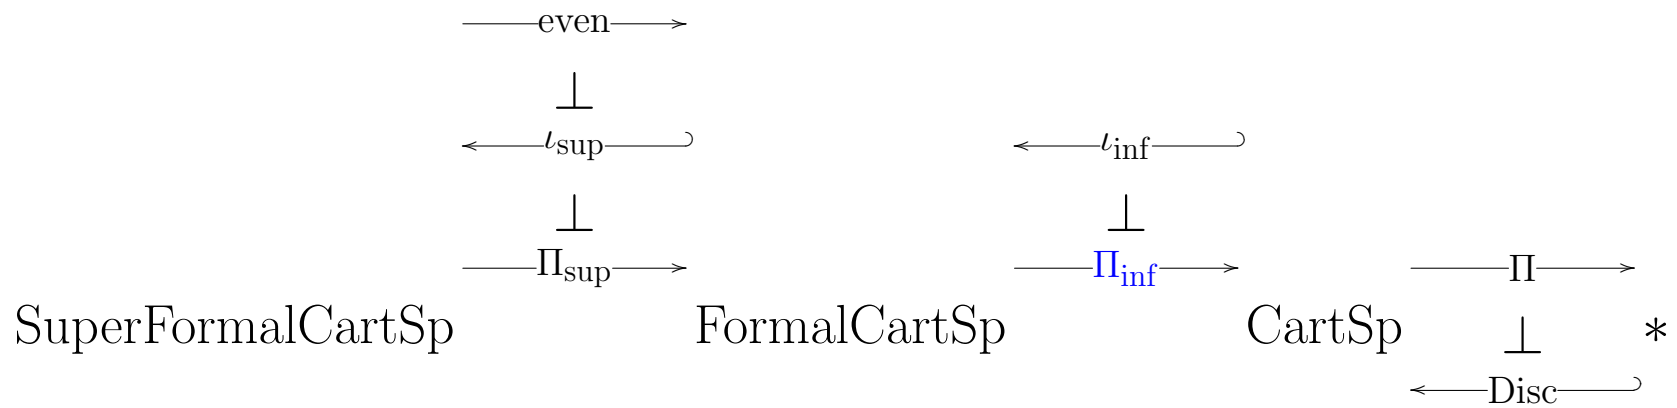 even
⊥
ι_sup ι_inf
⊥ ⊥
Π_sup Π_inf Π
SuperFormalCartSp FormalCartSp CartSp ⊥ *
Disc